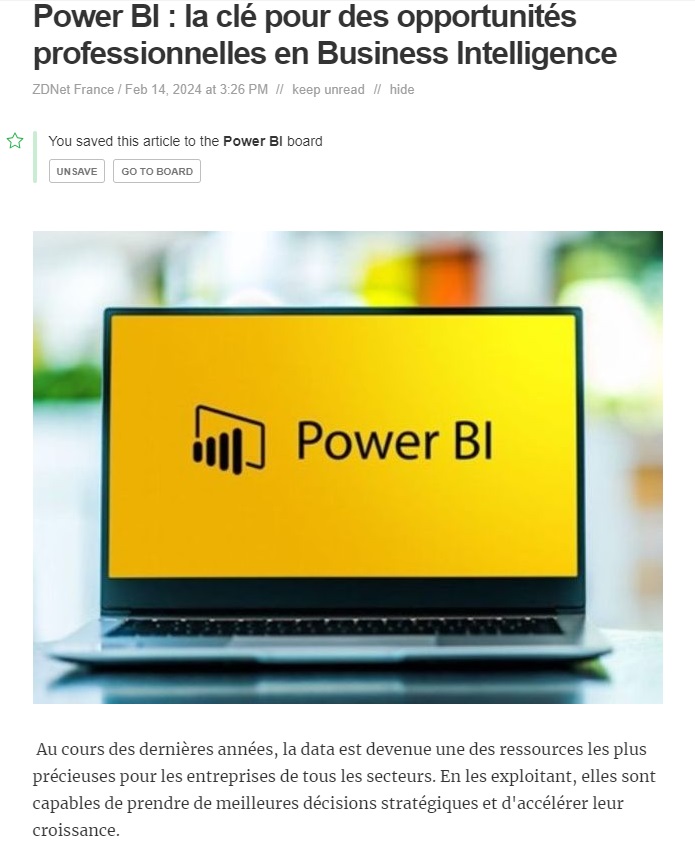 Power BI : la clé pour des opportunités
professionnelles en Business Intelligence
ZDNet France / Feb 14, 2024 at 3:26 PM // keep unread // hide
You saved this article to the Power BI board
UNSAVE GO TO BOARD
Power BI
Au cours des dernières années, la data est devenue une des ressources les plus
précieuses pour les entreprises de tous les secteurs. En les exploitant, elles sont
capables de prendre de meilleures décisions stratégiques et d'accélérer leur
croissance.